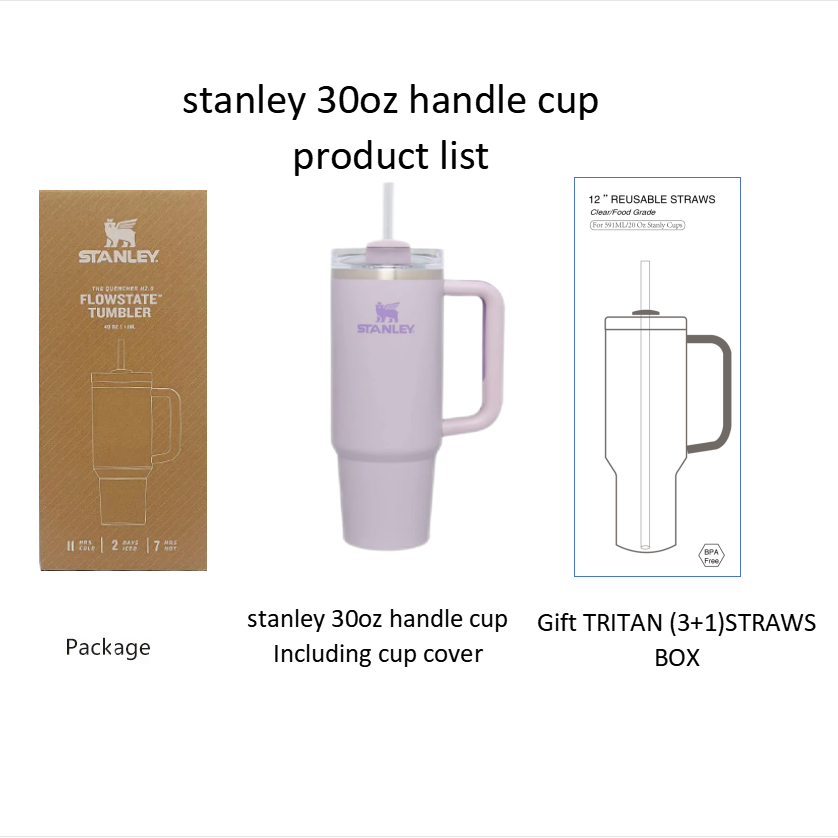 stanley 30oz handle cup
product list
STANLEY
THE QUENCHER H2.0
FLOWSTATE™
TUMBLER
40 OZ | 1.18L
11 HRS COLD | 2 DAYS ICED | 7 HRS HOT
STANLEY
12" REUSABLE STRAWS
Clear/Food Grade
For 591ML/20 Oz Stanly Cups
BPA
Free
Package
stanley 30oz handle cup
Including cup cover
Gift TRITAN (3+1)STRAWS
BOX